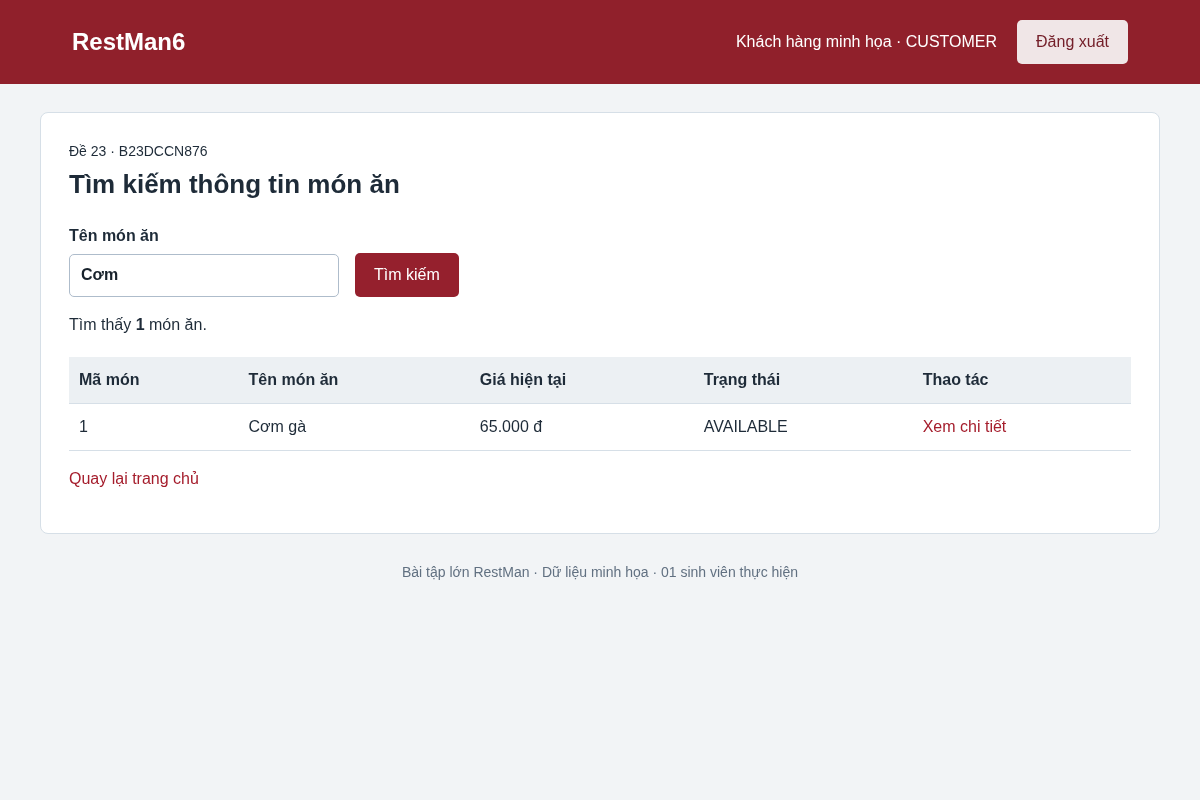 RestMan6
Khách hàng minh họa · CUSTOMER
Đăng xuất
Đề 23 · B23DCCN876
Tìm kiếm thông tin món ăn
Tên món ăn
Cơm
Tìm kiếm
Tìm thấy 1 món ăn.
Mã món Tên món ăn Giá hiện tại Trạng thái Thao tác
1 Cơm gà 65.000 đ AVAILABLE Xem chi tiết
Quay lại trang chủ
Bài tập lớn RestMan · Dữ liệu minh họa · 01 sinh viên thực hiện